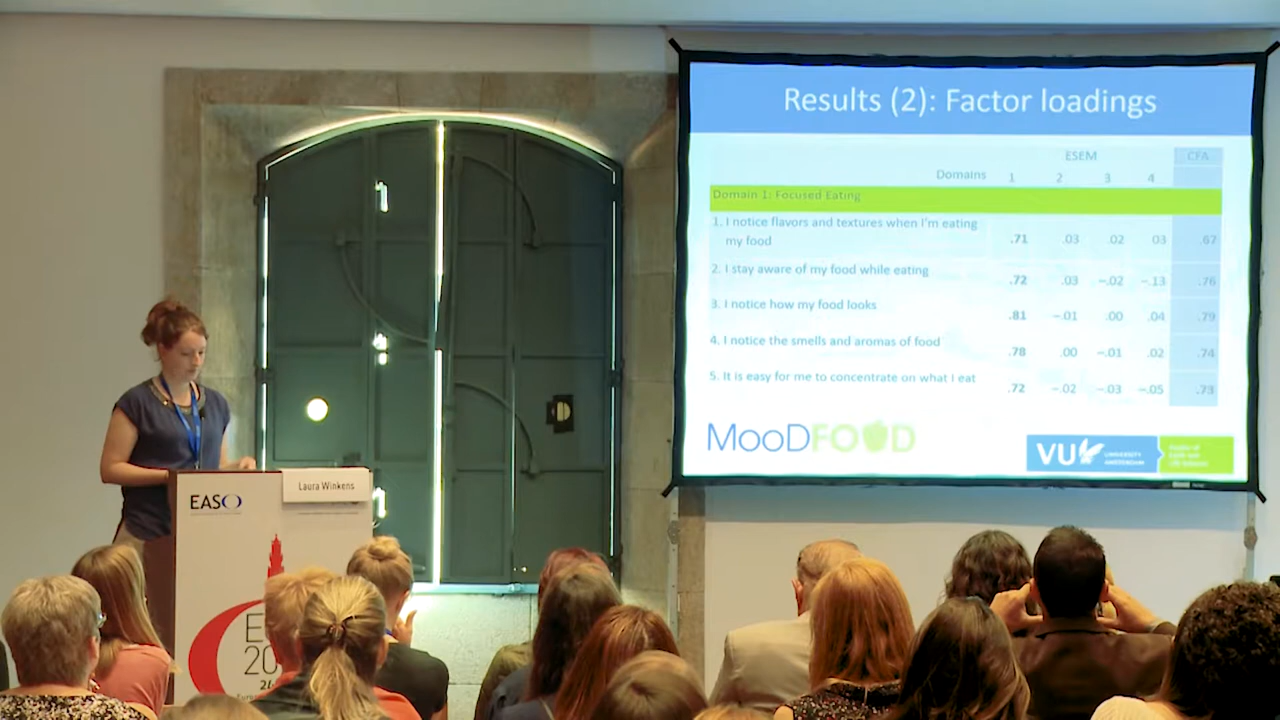 Results (2): Factor loadings
ESEM CFA
Domains 1 2 3 4
Domain 1: Focused Eating
1. I notice flavors and textures when I'm eating
my food .71 .03 .02 03 .67
2. I stay aware of my food while eating .72 .03 –.02 –.13 .76
3. I notice how my food looks .81 –.01 .00 .04 .79
4. I notice the smells and aromas of food .78 .00 –.01 .02 .74
5. It is easy for me to concentrate on what I eat .72 –.02 –.03 –.05 .73
MooDFOOD
VU UNIVERSITY
AMSTERDAM
Laura Winkens
EASO
E
20